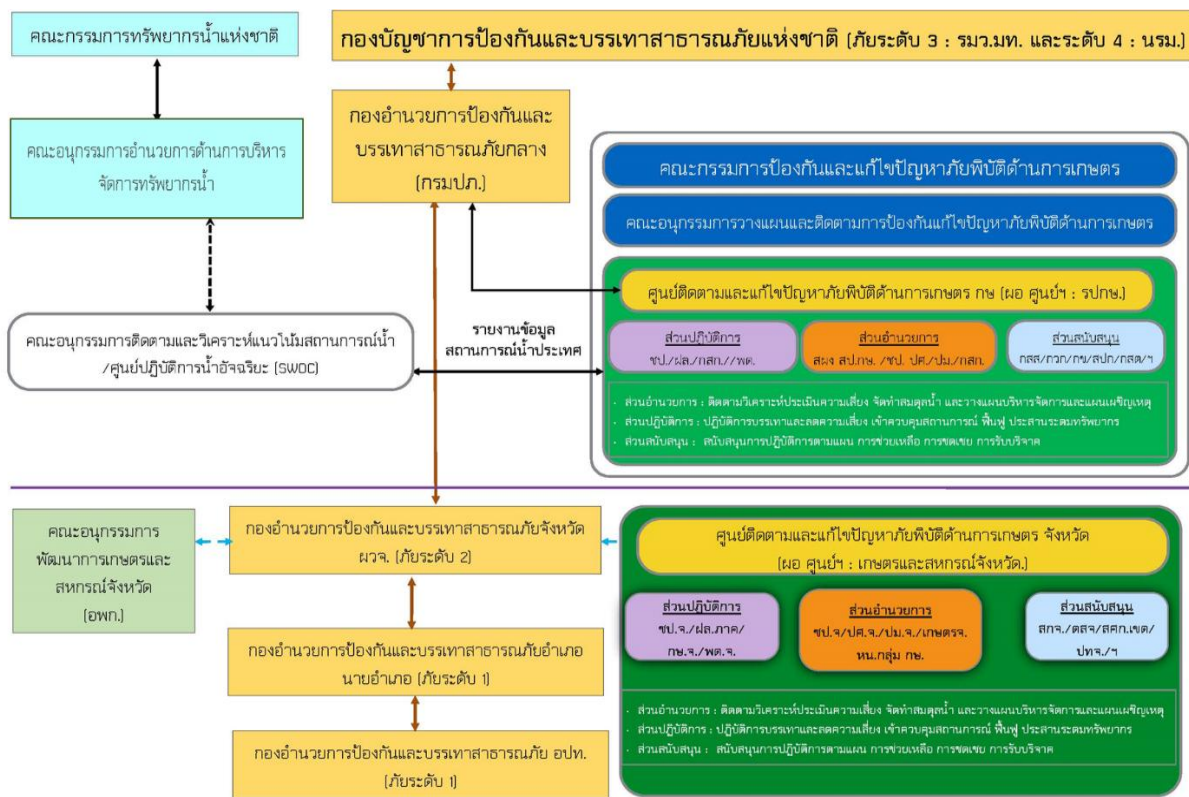 คณะกรรมการทรัพยากรน้ำแห่งชาติ
กองบัญชาการป้องกันและบรรเทาสาธารณภัยแห่งชาติ (ภัยระดับ 3 : รมว.มท. และระดับ 4 : นรม.)
คณะอนุกรรมการอำนวยการด้านการบริหาร
จัดการทรัพยากรน้ำ
กองอำนวยการป้องกันและ
บรรเทาสาธารณภัยกลาง
(กรมปภ.)
คณะกรรมการป้องกันและแก้ไขปัญหาภัยพิบัติด้านการเกษตร
คณะอนุกรรมการวางแผนและติดตามการป้องกันแก้ไขปัญหาภัยพิบัติด้านการเกษตร
ศูนย์ติดตามและแก้ไขปัญหาภัยพิบัติด้านการเกษตร กษ (ผอ ศูนย์ฯ : รปกษ.)
คณะอนุกรรมการติดตามและวิเคราะห์แนวโน้มสถานการณ์น้ำ
/ศูนย์ปฏิบัติการน้ำอัจฉริยะ (SWOC)
รายงานข้อมูล
สถานการณ์น้ำประเทศ
ส่วนปฏิบัติการ
ชป./ฝล./กสก.//พด.
ส่วนอำนวยการ
สผง สป.กษ. /ชป. ปศ./ปม./กสก.
ส่วนสนับสนุน
กสส/กวก/กข/สปก/กสต/ฯ
· ส่วนอำนวยการ : ติดตามวิเคราะห์ประเมินความเสี่ยง จัดทำสมดุลน้ำ และวางแผนบริหารจัดการและแผนเผชิญเหตุ
· ส่วนปฏิบัติการ : ปฏิบัติการบรรเทาและลดความเสี่ยง เข้าควบคุมสถานการณ์ ฟื้นฟู ประสานระดมทรัพยากร
· ส่วนสนับสนุน : สนับสนุนการปฏิบัติการตามแผน การช่วยเหลือ การชดเชย การรับบริจาค
คณะอนุกรรมการ
พัฒนาการเกษตรและ
สหกรณ์จังหวัด
(อพก.)
กองอำนวยการป้องกันและบรรเทาสาธารณภัยจังหวัด
ผวจ. (ภัยระดับ 2)
ศูนย์ติดตามและแก้ไขปัญหาภัยพิบัติด้านการเกษตร จังหวัด
(ผอ ศูนย์ฯ : เกษตรและสหกรณ์จังหวัด.)
ส่วนปฏิบัติการ
ชป.จ/ฝล.ภาค/
กษ.จ./พด.จ.
ส่วนอำนวยการ
ชป.จ/ปศ.จ/ปม.จ./เกษตรจ.
หน.กลุ่ม กษ.
ส่วนสนับสนุน
สกจ./ตสจ/สศก.เขต/
ปทจ./ฯ
กองอำนวยการป้องกันและบรรเทาสาธารณภัยอำเภอ
นายอำเภอ (ภัยระดับ 1)
· ส่วนอำนวยการ : ติดตามวิเคราะห์ประเมินความเสี่ยง จัดทำสมดุลน้ำ และวางแผนบริหารจัดการและแผนเผชิญเหตุ
· ส่วนปฏิบัติการ : ปฏิบัติการบรรเทาและลดความเสี่ยง เข้าควบคุมสถานการณ์ ฟื้นฟู ประสานระดมทรัพยากร
· ส่วนสนับสนุน : สนับสนุนการปฏิบัติการตามแผน การช่วยเหลือ การชดเชย การรับบริจาค
กองอำนวยการป้องกันและบรรเทาสาธารณภัย อปท.
(ภัยระดับ 1)